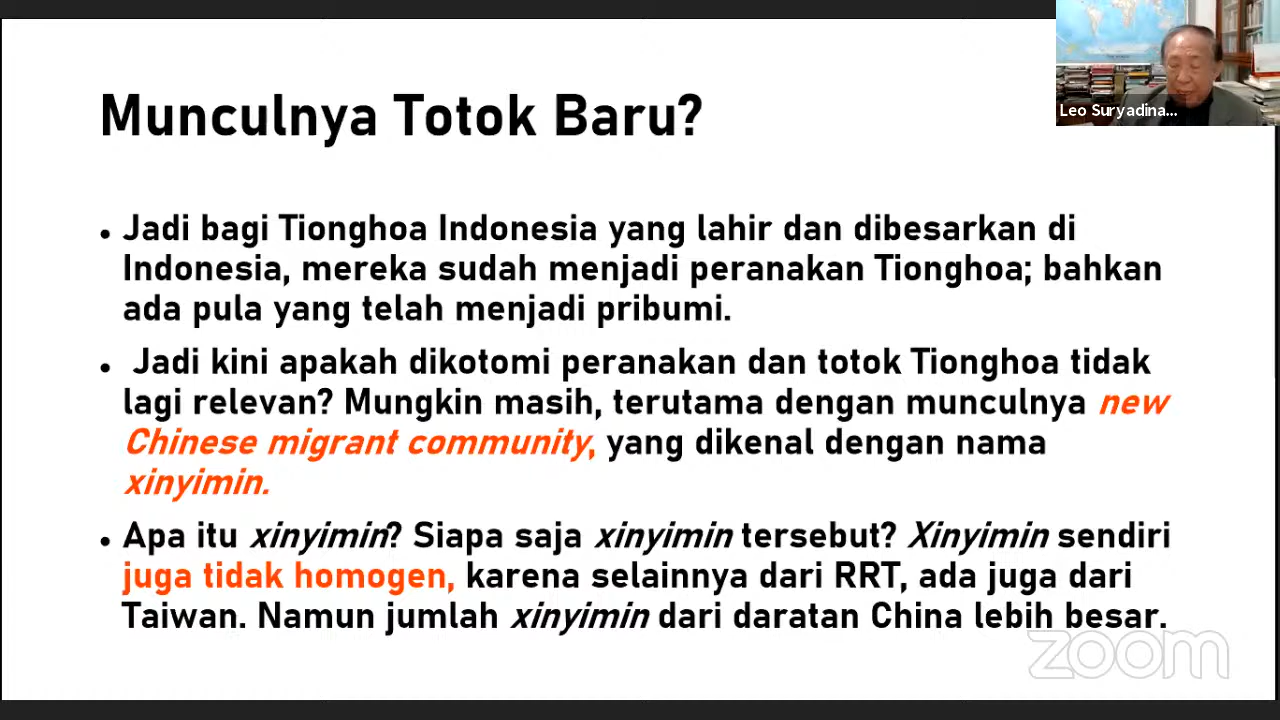 Leo Suryadina...
Munculnya Totok Baru?
• Jadi bagi Tionghoa Indonesia yang lahir dan dibesarkan di
Indonesia, mereka sudah menjadi peranakan Tionghoa; bahkan
ada pula yang telah menjadi pribumi.
• Jadi kini apakah dikotomi peranakan dan totok Tionghoa tidak
lagi relevan? Mungkin masih, terutama dengan munculnya new
Chinese migrant community, yang dikenal dengan nama
xinyimin.
• Apa itu xinyimin? Siapa saja xinyimin tersebut? Xinyimin sendiri
juga tidak homogen, karena selainnya dari RRT, ada juga dari
Taiwan. Namun jumlah xinyimin dari daratan China lebih besar.
zoom